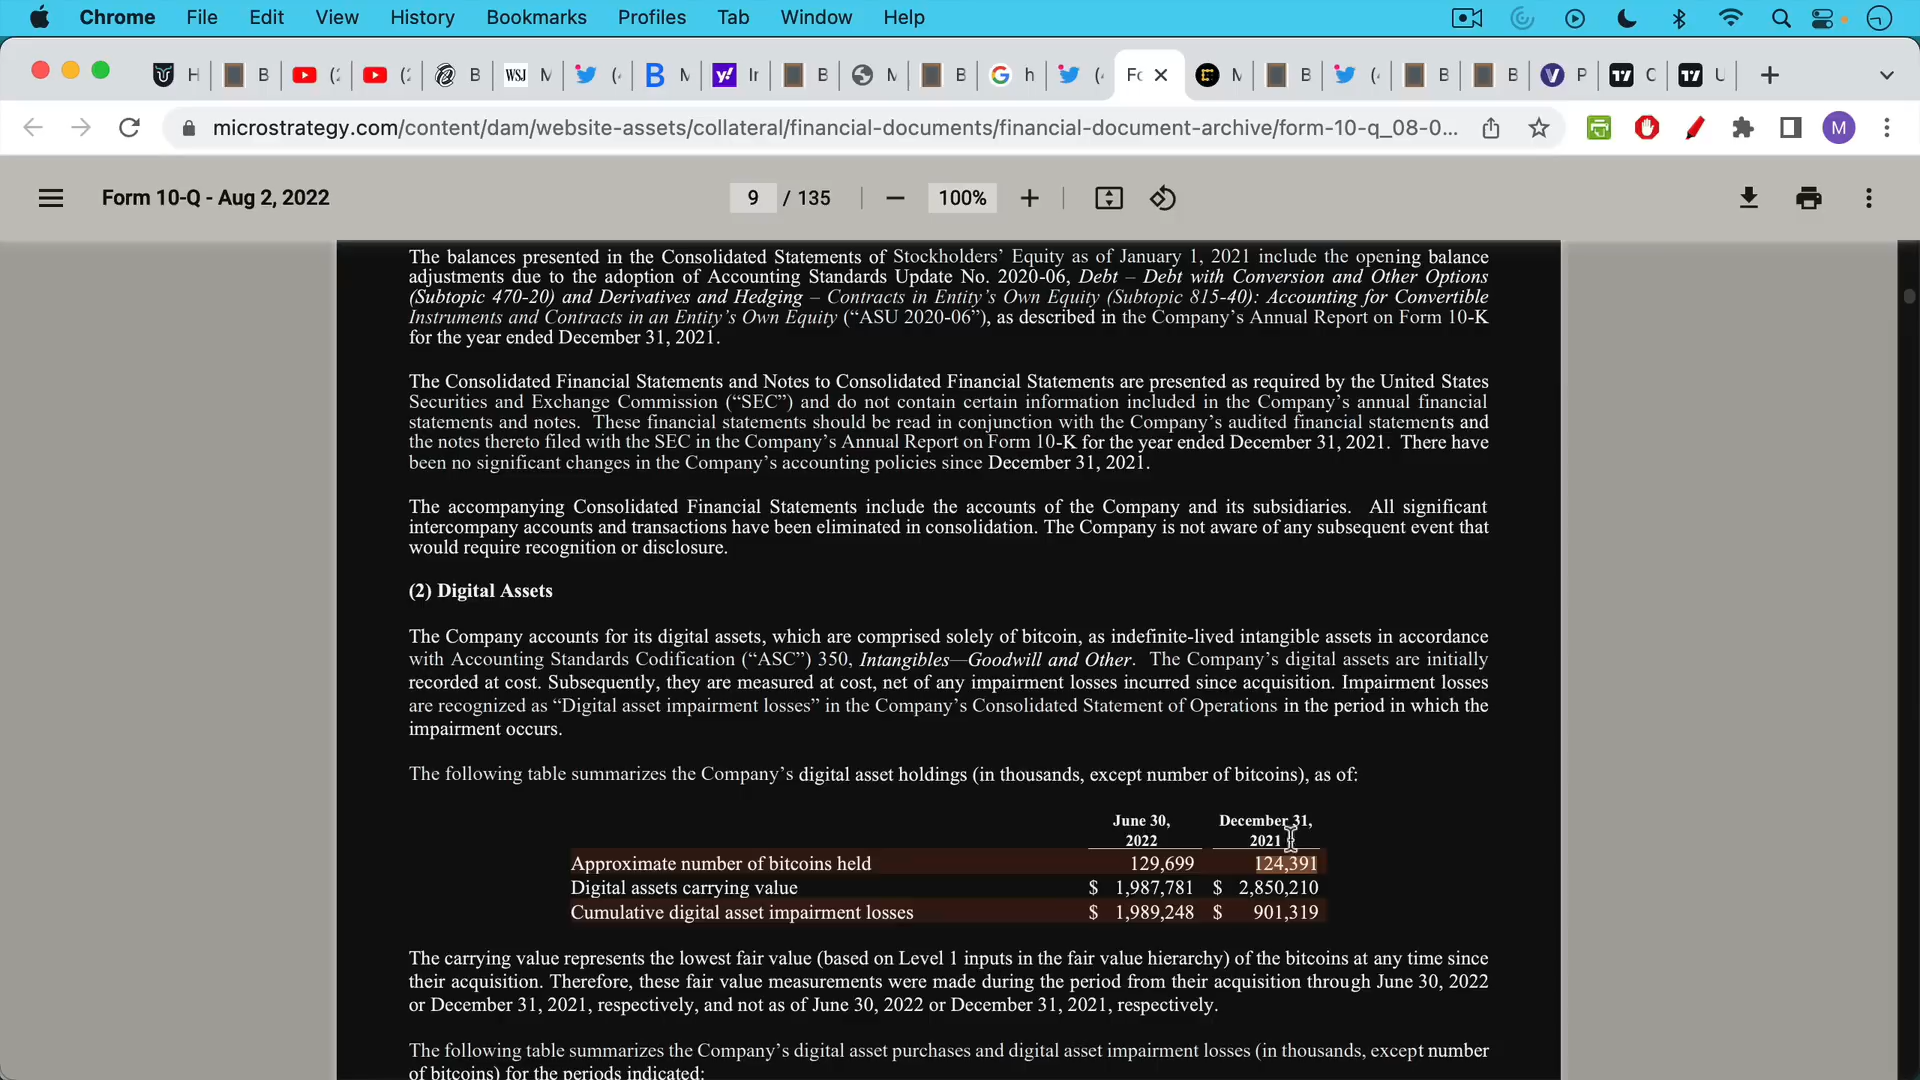 Chrome File Edit View History Bookmarks Profiles Tab Window Help
H B (2 (2 B WSJ M (4 B M y! Ir B M B G h (4 Fc M B (4 B B V P C U
microstrategy.com/content/dam/website-assets/collateral/financial-documents/financial-document-archive/form-10-q_08-0... M
Form 10-Q - Aug 2, 2022 9 / 135 100%
The balances presented in the Consolidated Statements of Stockholders’ Equity as of January 1, 2021 include the opening balance
adjustments due to the adoption of Accounting Standards Update No. 2020-06, Debt – Debt with Conversion and Other Options
(Subtopic 470-20) and Derivatives and Hedging – Contracts in Entity’s Own Equity (Subtopic 815-40): Accounting for Convertible
Instruments and Contracts in an Entity’s Own Equity (“ASU 2020-06”), as described in the Company’s Annual Report on Form 10-K
for the year ended December 31, 2021.
The Consolidated Financial Statements and Notes to Consolidated Financial Statements are presented as required by the United States
Securities and Exchange Commission (“SEC”) and do not contain certain information included in the Company’s annual financial
statements and notes. These financial statements should be read in conjunction with the Company’s audited financial statements and
the notes thereto filed with the SEC in the Company’s Annual Report on Form 10-K for the year ended December 31, 2021. There have
been no significant changes in the Company’s accounting policies since December 31, 2021.
The accompanying Consolidated Financial Statements include the accounts of the Company and its subsidiaries. All significant
intercompany accounts and transactions have been eliminated in consolidation. The Company is not aware of any subsequent event that
would require recognition or disclosure.
(2) Digital Assets
The Company accounts for its digital assets, which are comprised solely of bitcoin, as indefinite-lived intangible assets in accordance
with Accounting Standards Codification (“ASC”) 350, Intangibles—Goodwill and Other. The Company’s digital assets are initially
recorded at cost. Subsequently, they are measured at cost, net of any impairment losses incurred since acquisition. Impairment losses
are recognized as “Digital asset impairment losses” in the Company’s Consolidated Statement of Operations in the period in which the
impairment occurs.
The following table summarizes the Company’s digital asset holdings (in thousands, except number of bitcoins), as of:
June 30, December 31,
2022 2021
Approximate number of bitcoins held 129,699 124,391
Digital assets carrying value $ 1,987,781 $ 2,850,210
Cumulative digital asset impairment losses $ 1,989,248 $ 901,319
The carrying value represents the lowest fair value (based on Level 1 inputs in the fair value hierarchy) of the bitcoins at any time since
their acquisition. Therefore, these fair value measurements were made during the period from their acquisition through June 30, 2022
or December 31, 2021, respectively, and not as of June 30, 2022 or December 31, 2021, respectively.
The following table summarizes the Company’s digital asset purchases and digital asset impairment losses (in thousands, except number
of bitcoins) for the periods indicated: